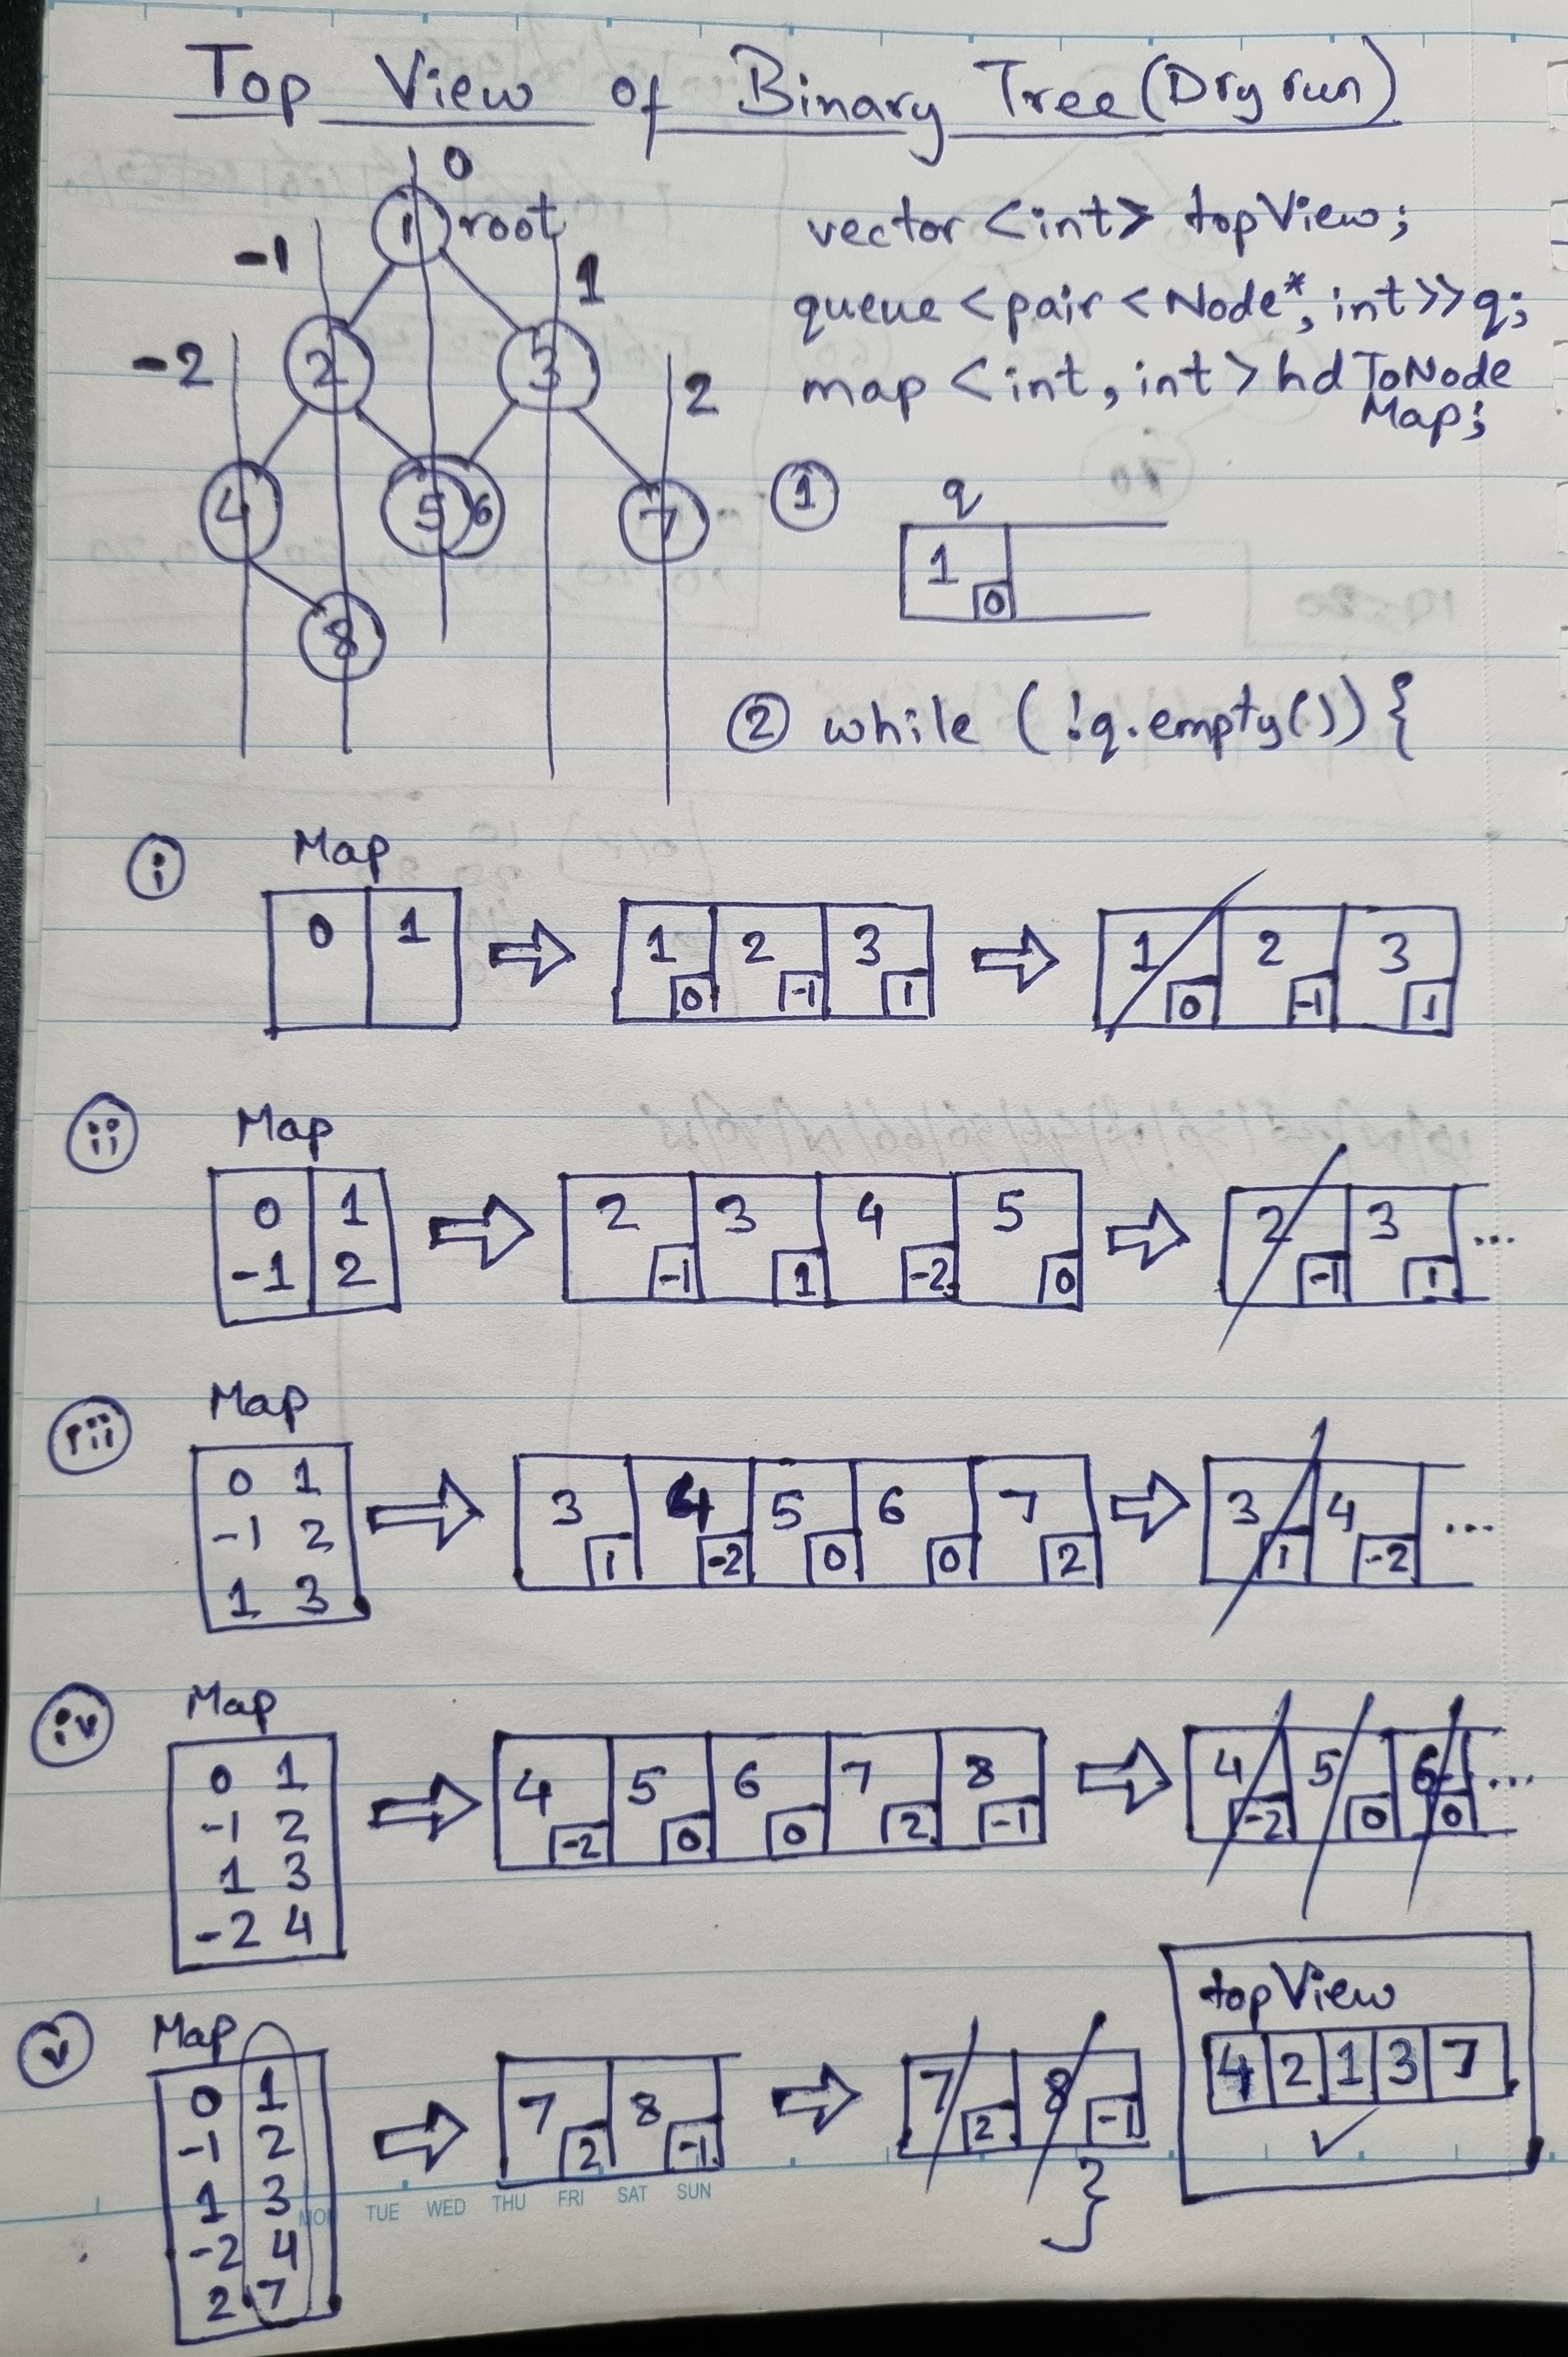 Top View of Binary Tree (Dry run)
0
1 root
-1
1
2 3
-2
2
4 5 6 7
8
vector <int> topView;
queue <pair <Node*, int>> q;
map <int, int> hdToNode
Map;
① q
1 0
② while (!q.empty()) {
i Map
0 1
1 0 2 -1 3 1
1 0 2 -1 3 1
ii Map
0 1
-1 2
2 -1 3 1 4 -2 5 0
2 -1 3 1 ...
iii Map
0 1
-1 2
1 3
3 1 4 -2 5 0 6 0 7 2
3 1 4 -2 ...
iv Map
0 1
-1 2
1 3
-2 4
4 -2 5 0 6 0 7 2 8 -1
4 -2 5 0 6 0 ...
v Map
0 1
-1 2
1 3
-2 4
2 7
7 2 8 -1
7 2 8 -1
}
topView
4 2 1 3 7
✓
MON TUE WED THU FRI SAT SUN